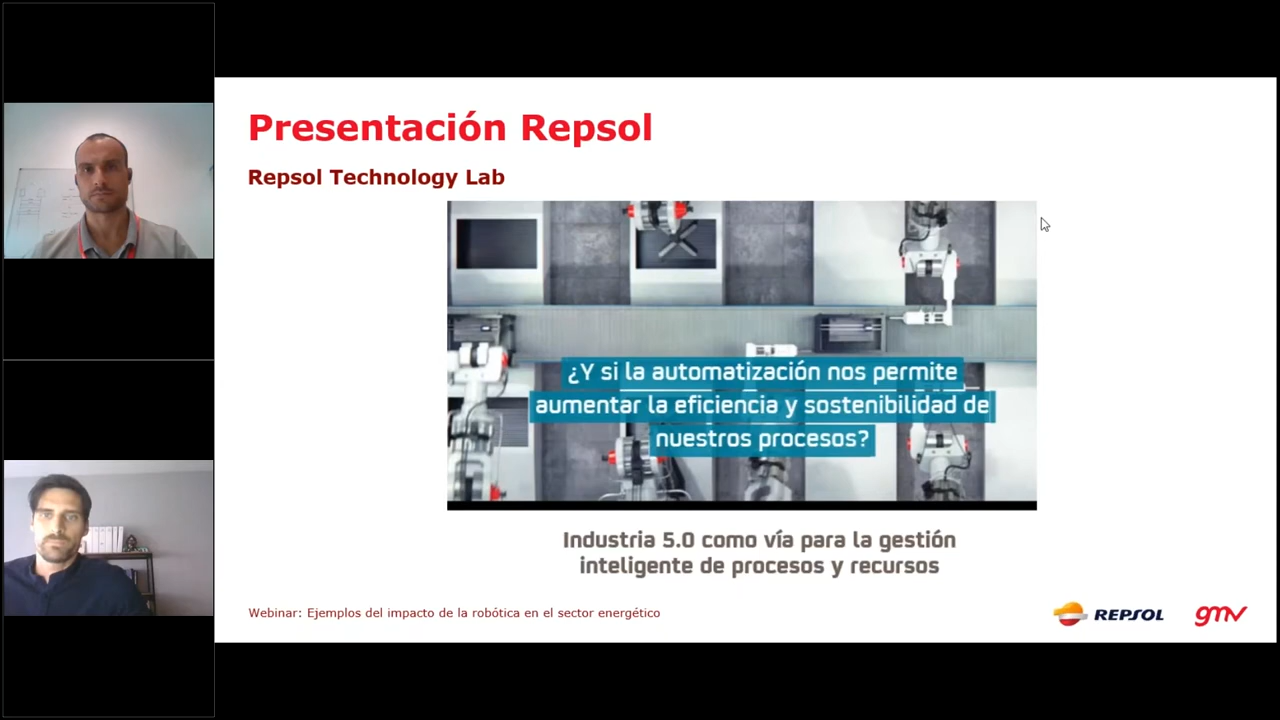 Presentación Repsol
Repsol Technology Lab
¿Y si la automatización nos permite
aumentar la eficiencia y sostenibilidad de
nuestros procesos?
Industria 5.0 como vía para la gestión
inteligente de procesos y recursos
Webinar: Ejemplos del impacto de la robótica en el sector energético
REPSOL
gmv